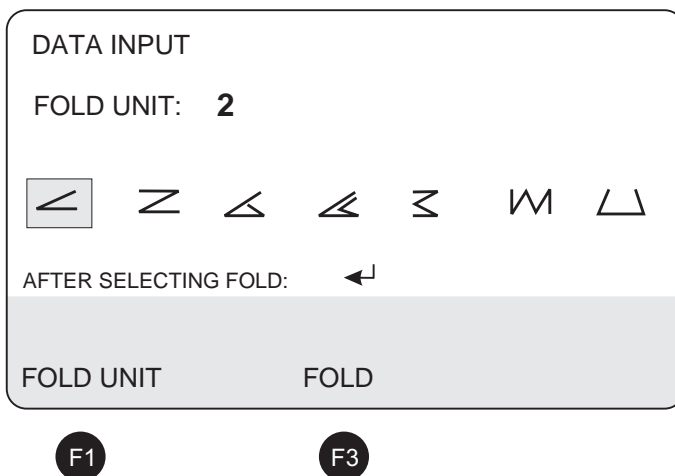 DATA INPUT
FOLD UNIT: 2
AFTER SELECTING FOLD:
FOLD UNIT FOLD
F1 F3